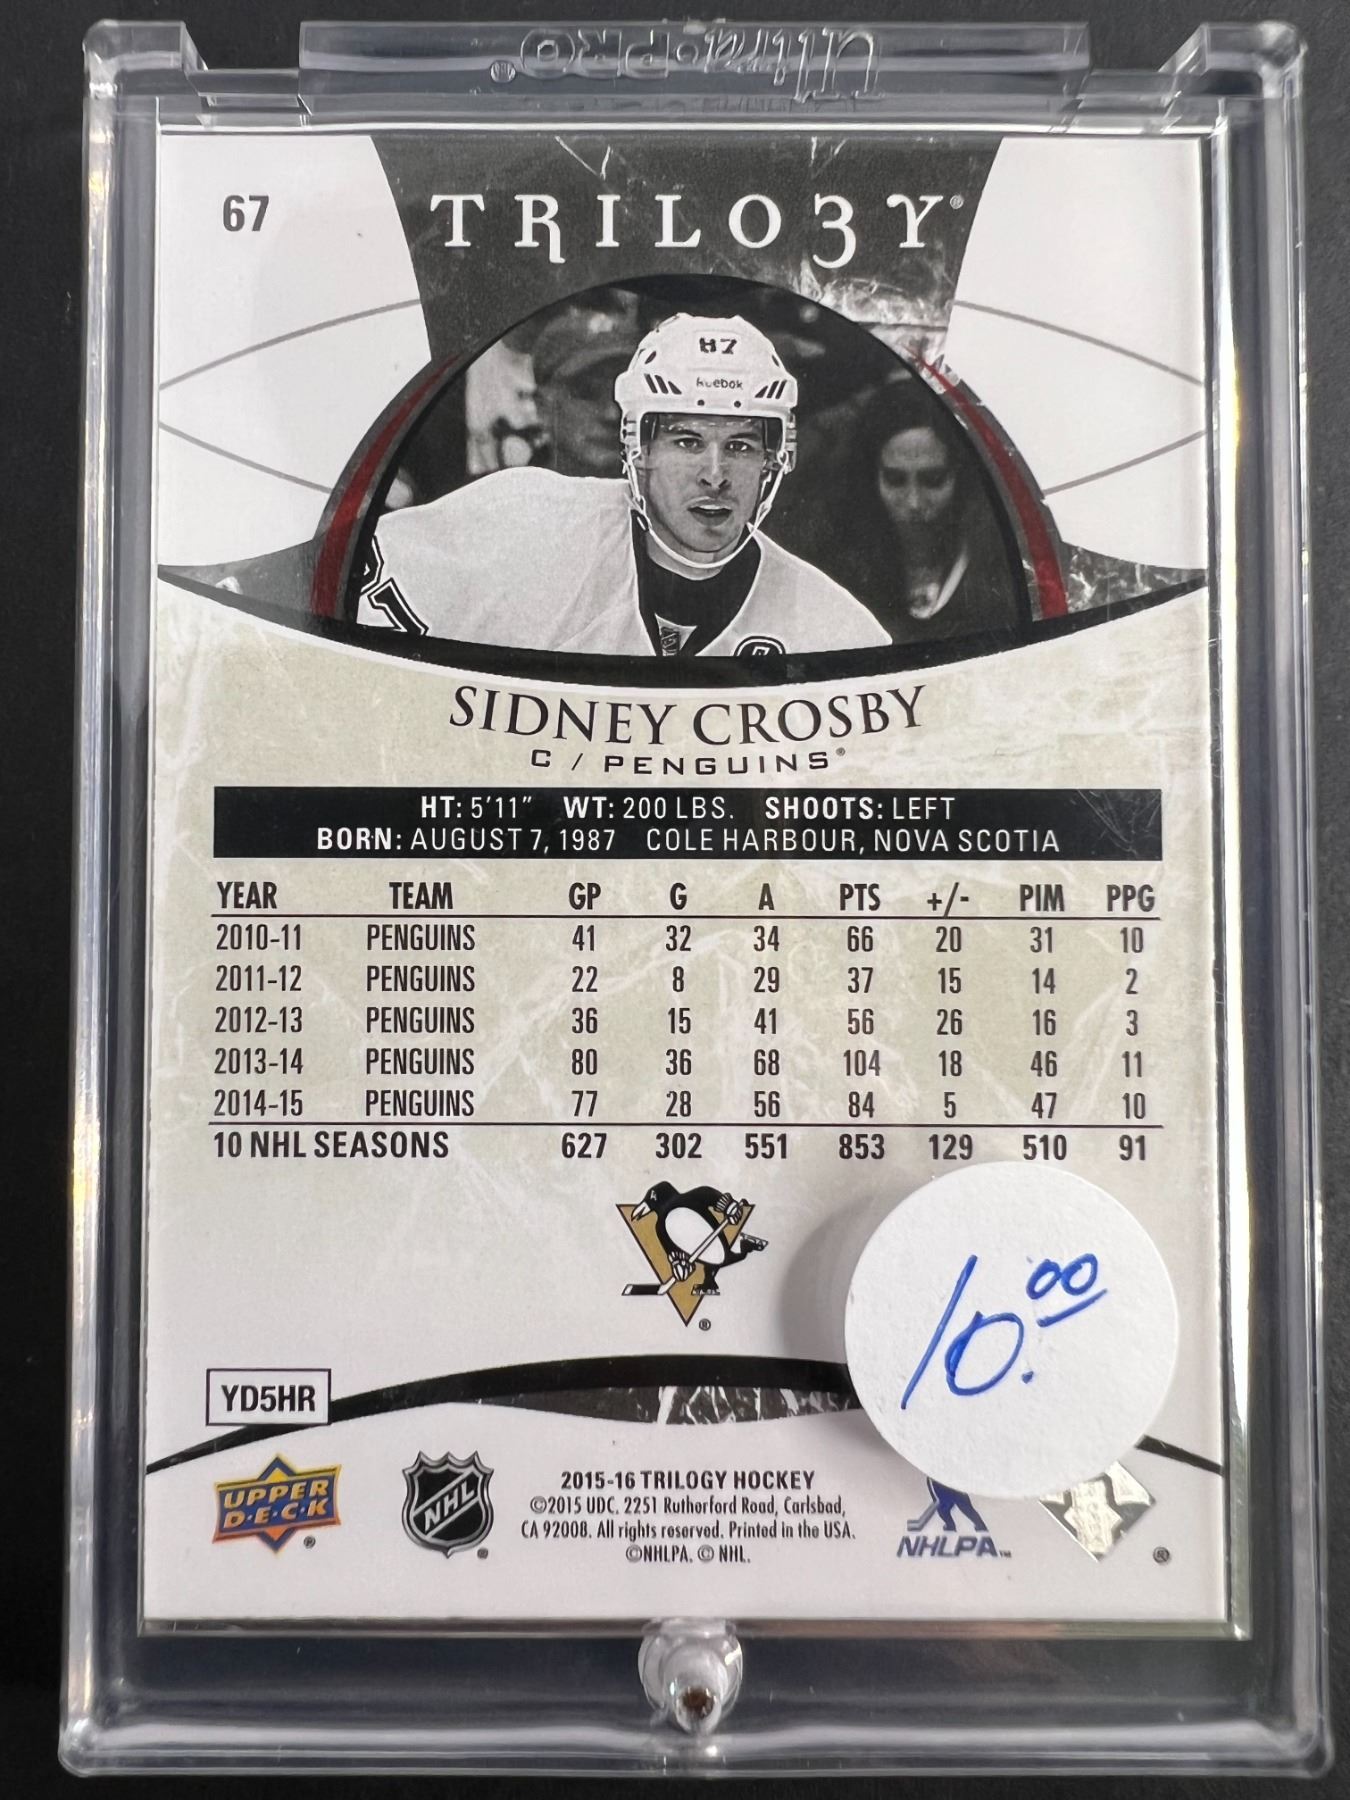 Ultra•PRO
67
TRILO3Y®
87
Reebok
SIDNEY CROSBY
C / PENGUINS®
HT: 5'11" WT: 200 LBS. SHOOTS: LEFT
BORN: AUGUST 7, 1987 COLE HARBOUR, NOVA SCOTIA
YEAR TEAM GP G A PTS +/- PIM PPG
2010-11 PENGUINS 41 32 34 66 20 31 10
2011-12 PENGUINS 22 8 29 37 15 14 2
2012-13 PENGUINS 36 15 41 56 26 16 3
2013-14 PENGUINS 80 36 68 104 18 46 11
2014-15 PENGUINS 77 28 56 84 5 47 10
10 NHL SEASONS 627 302 551 853 129 510 91
®
10.00
YD5HR
UPPER
D•E•C•K
®
NHL
2015-16 TRILOGY HOCKEY
©2015 UDC. 2251 Rutherford Road, Carlsbad,
CA 92008. All rights reserved. Printed in the USA.
©NHLPA. © NHL.
NHLPA™
®